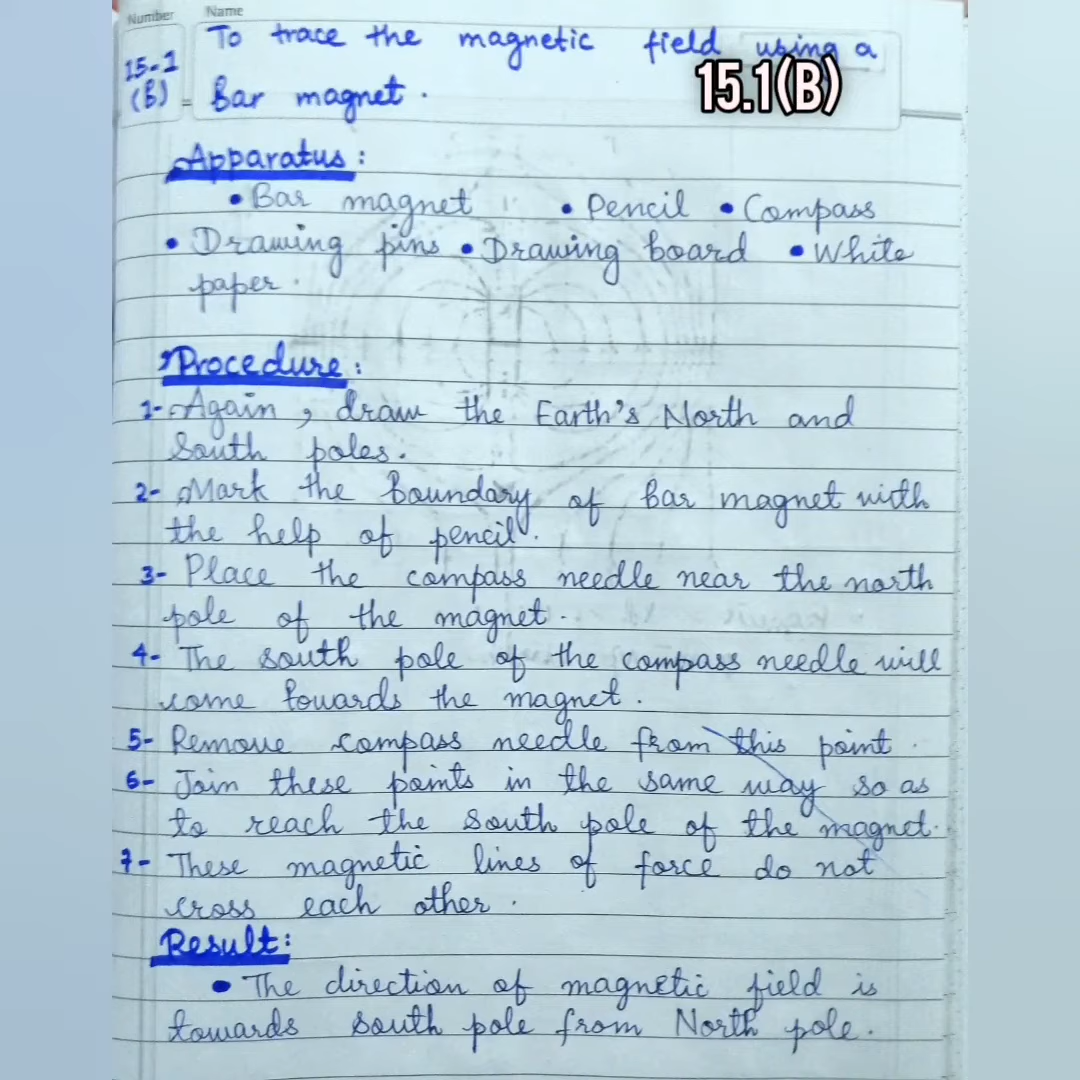 Number Name
To trace the magnetic field using a
15-1
15.1(B)
(B) = Bar magnet.
Apparatus:
• Bar magnet • Pencil • Compass
• Drawing pins • Drawing board • White
paper.
Procedure:
1- Again, draw the Earth's North and
South poles.
2- Mark the boundary of bar magnet with
the help of pencil.
3- Place the compass needle near the north
pole of the magnet.
4- The south pole of the compass needle will
come towards the magnet.
5- Remove compass needle from this point.
6- Join these points in the same way so as
to reach the south pole of the magnet.
7- These magnetic lines of force do not
cross each other.
Result:
• The direction of magnetic field is
towards south pole from North pole.